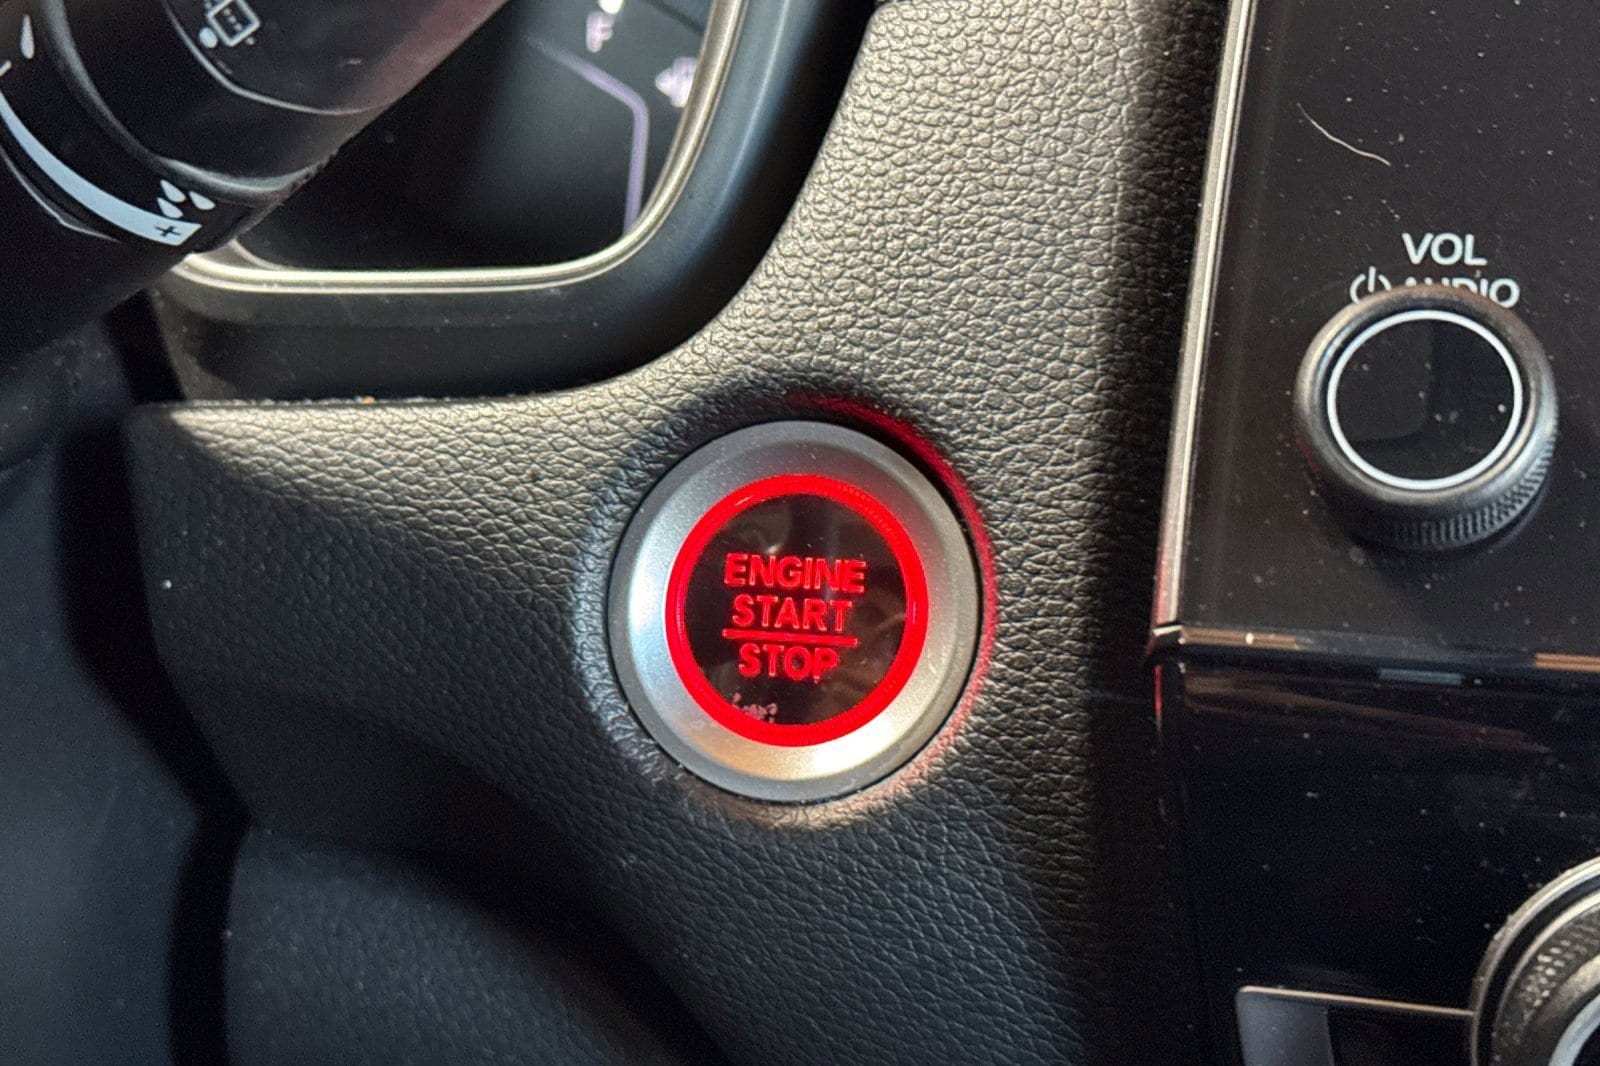 F
VOL
AUDIO
ENGINE
START
STOP